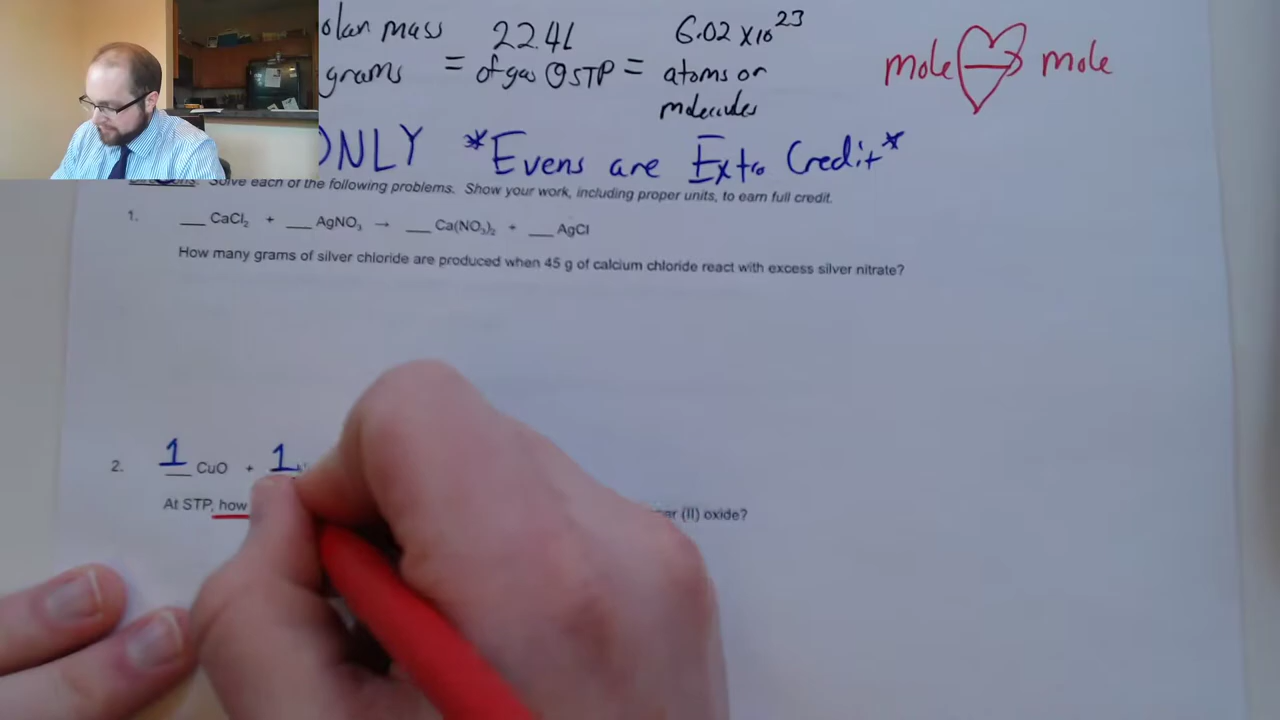 mass 22.4L 6.02 x 10^23
grams = of gas @ STP = atoms or
molecules
mole → mole
*Evens are Extra Credit*
Solve each of the following problems. Show your work, including proper units, to earn full credit.
1. ___ CaCl₂ + ___ AgNO₃ → ___ Ca(NO₃)₂ + ___ AgCl
How many grams of silver chloride are produced when 45 g of calcium chloride react with excess silver nitrate?
2. 1 CuO + 1
At STP, how (II) oxide?